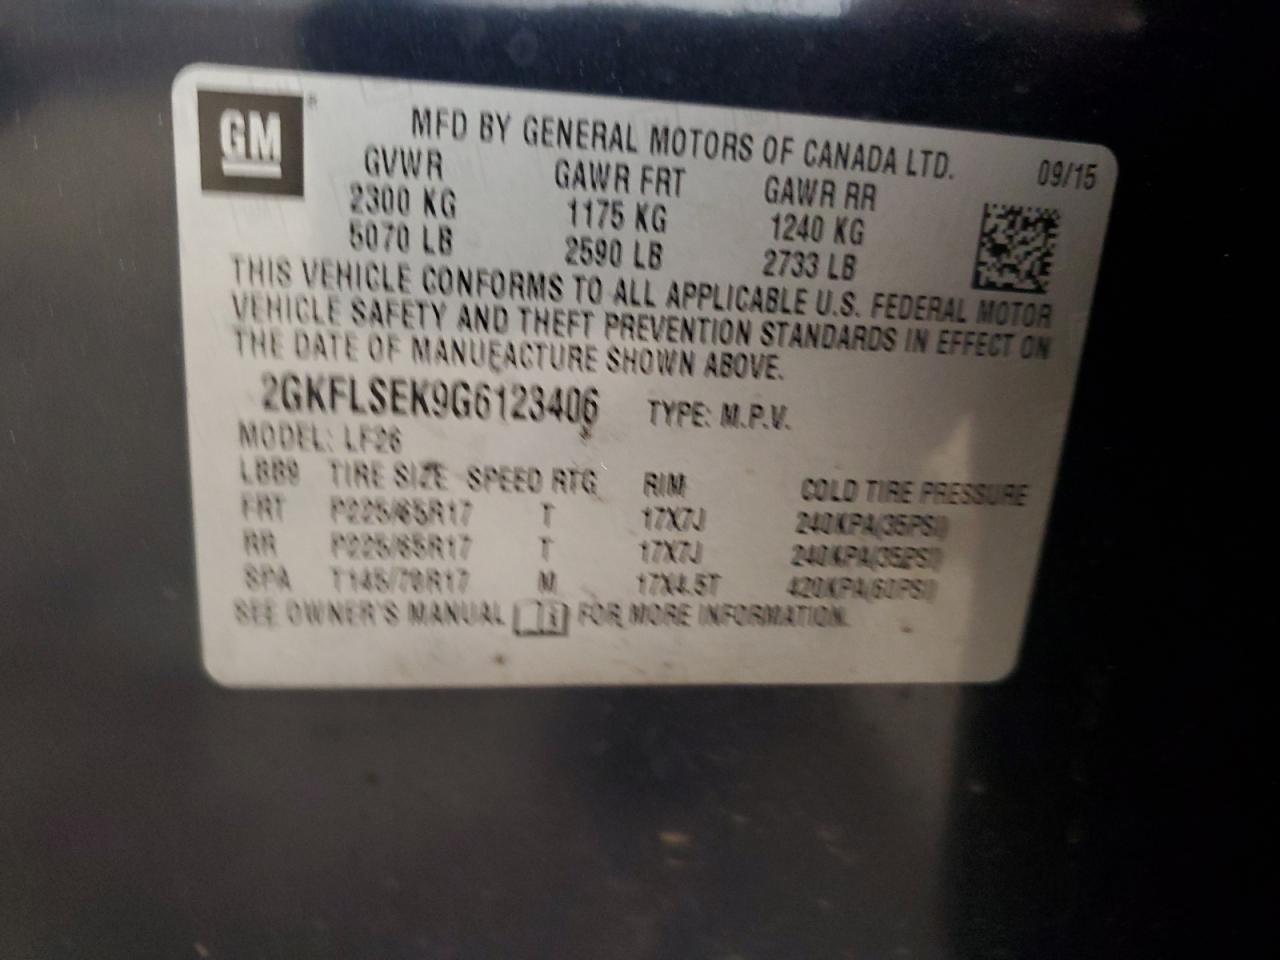 GM ®
MFD BY GENERAL MOTORS OF CANADA LTD. 09/15
GVWR GAWR FRT GAWR RR
2300 KG 1175 KG 1240 KG
5070 LB 2590 LB 2733 LB
THIS VEHICLE CONFORMS TO ALL APPLICABLE U.S. FEDERAL MOTOR
VEHICLE SAFETY AND THEFT PREVENTION STANDARDS IN EFFECT ON
THE DATE OF MANUFACTURE SHOWN ABOVE.
2GKFLSEK9G6123406 TYPE: M.P.V.
MODEL: LF26
LBB9 TIRE SIZE SPEED RTG RIM COLD TIRE PRESSURE
FRT P225/65R17 T 17X7J 240KPA(35PSI)
RR P225/65R17 T 17X7J 240KPA(35PSI)
SPA T145/70R17 M 17X4.5T 420KPA(60PSI)
SEE OWNER'S MANUAL FOR MORE INFORMATION.